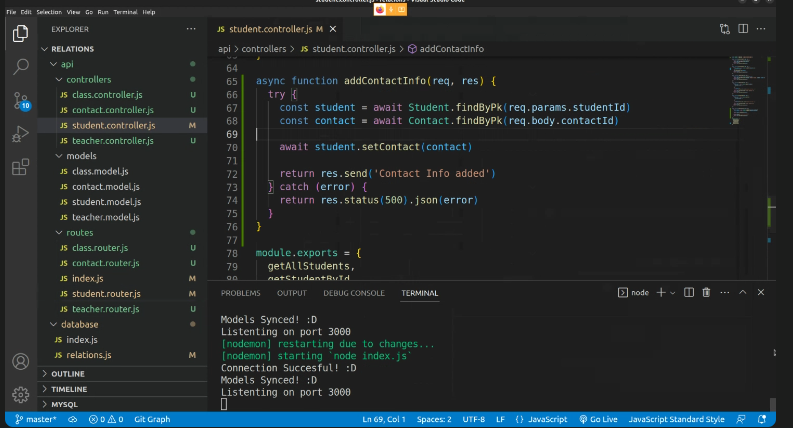 student.controller.js - relations - Visual Studio Code
File Edit Selection View Go Run Terminal Help
EXPLORER
RELATIONS
api
controllers
JS class.controller.js U
JS contact.controller.js U
JS student.controller.js M
JS teacher.controller.js U
models
JS class.model.js
JS contact.model.js
JS student.model.js
JS teacher.model.js
routes
JS class.router.js U
JS contact.router.js U
JS index.js M
JS student.router.js M
JS teacher.router.js U
database
JS index.js
JS relations.js M
OUTLINE
TIMELINE
MYSQL
10
JS student.controller.js M
api > controllers > JS student.controller.js > addContactInfo
64
65 async function addContactInfo(req, res) {
66 try {
67 const student = await Student.findByPk(req.params.studentId)
68 const contact = await Contact.findByPk(req.body.contactId)
69
70 await student.setContact(contact)
71
72 return res.send('Contact Info added')
73 } catch (error) {
74 return res.status(500).json(error)
75 }
76 }
77
78 module.exports = {
79 getAllStudents,
80 getStudentById
PROBLEMS OUTPUT DEBUG CONSOLE TERMINAL node
Models Synced! :D
Listening on port 3000
[nodemon] restarting due to changes...
[nodemon] starting `node index.js`
Connection Succesful! :D
Models Synced! :D
Listening on port 3000
master* 0 0 Git Graph Ln 69, Col 1 Spaces: 2 UTF-8 LF {} JavaScript Go Live JavaScript Standard Style